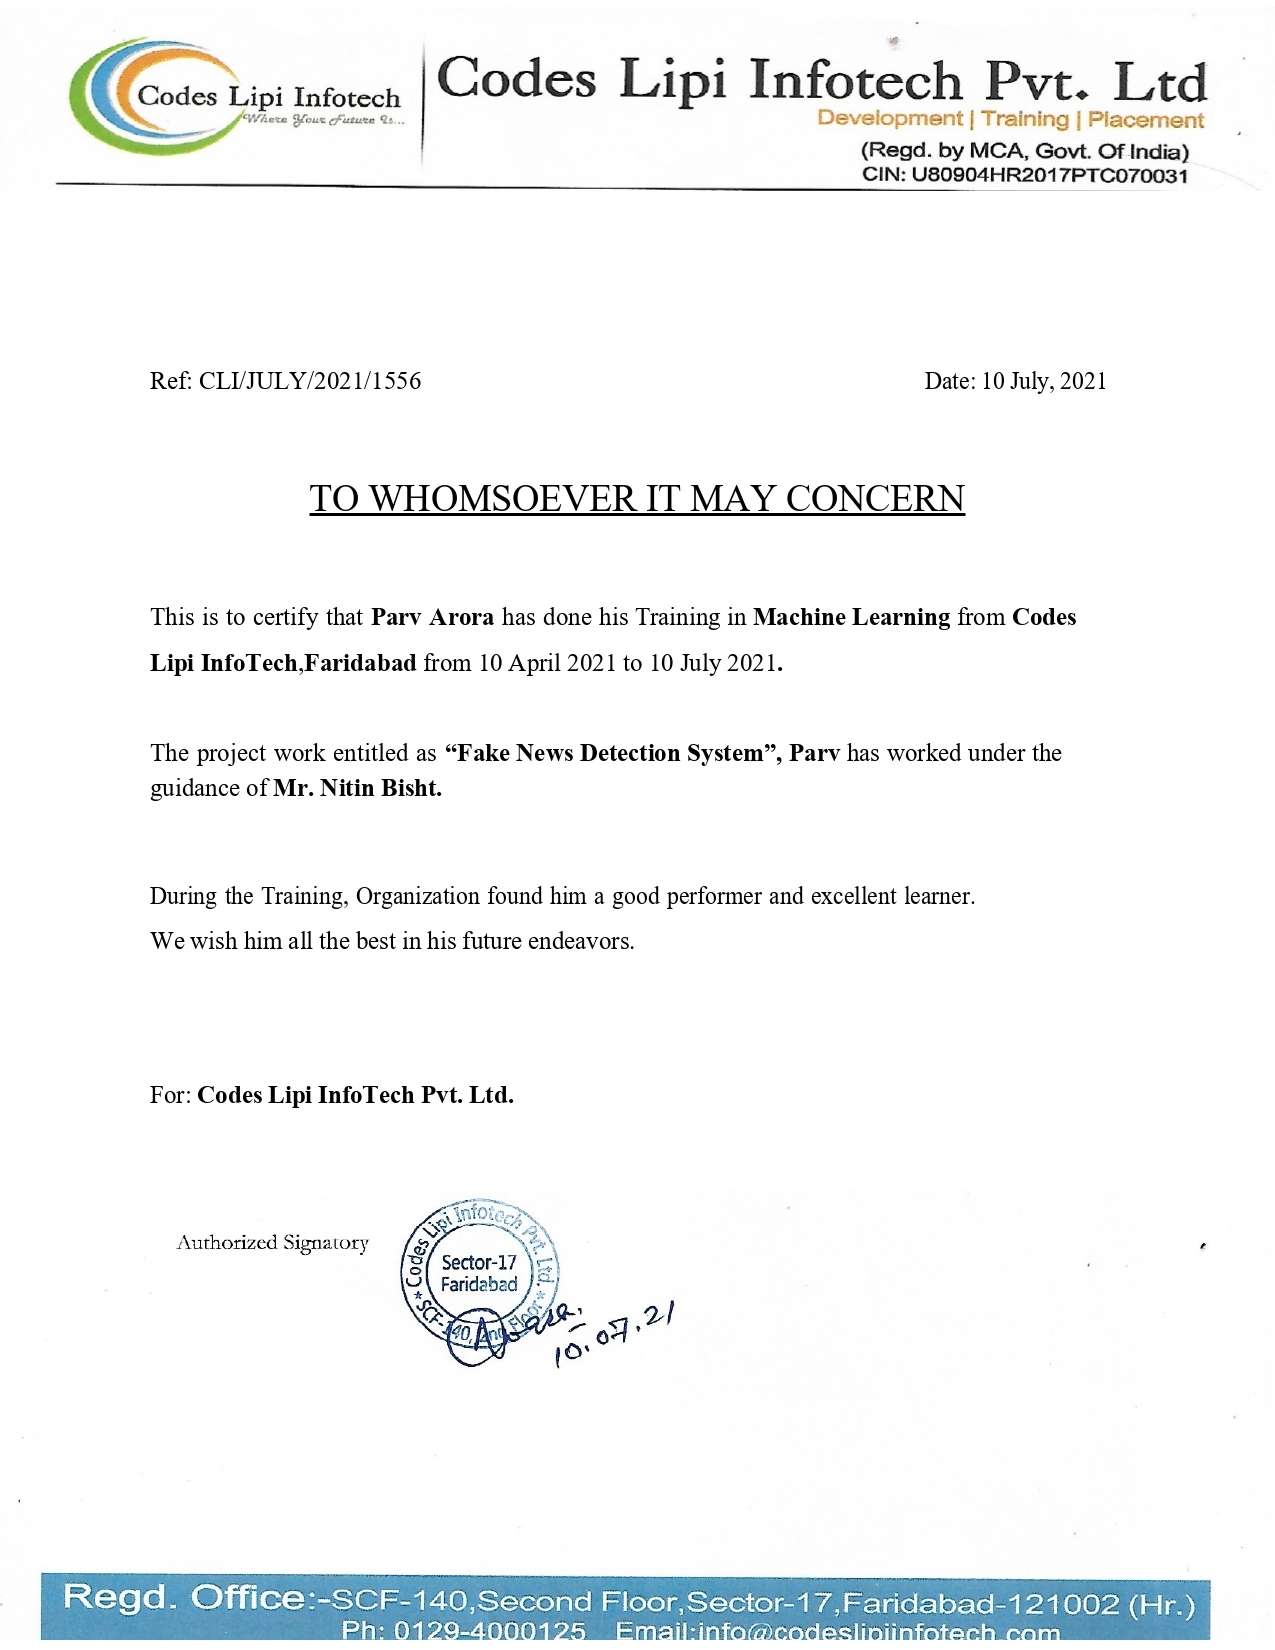 Codes Lipi Infotech
Where Your Future Is...
Codes Lipi Infotech Pvt. Ltd
Development | Training | Placement
(Regd. by MCA, Govt. Of India)
CIN: U80904HR2017PTC070031
Ref: CLI/JULY/2021/1556 Date: 10 July, 2021
TO WHOMSOEVER IT MAY CONCERN
This is to certify that Parv Arora has done his Training in Machine Learning from Codes
Lipi InfoTech,Faridabad from 10 April 2021 to 10 July 2021.
The project work entitled as “Fake News Detection System”, Parv has worked under the
guidance of Mr. Nitin Bisht.
During the Training, Organization found him a good performer and excellent learner.
We wish him all the best in his future endeavors.
For: Codes Lipi InfoTech Pvt. Ltd.
Authorized Signatory
Codes Lipi Infotech Pvt. Ltd.
Sector-17
Faridabad
* SCF-140, 2nd Floor *
10.07.21
Regd. Office:-SCF-140,Second Floor,Sector-17,Faridabad-121002 (Hr.)
Ph: 0129-4000125 Email:info@codeslipiinfotech.com